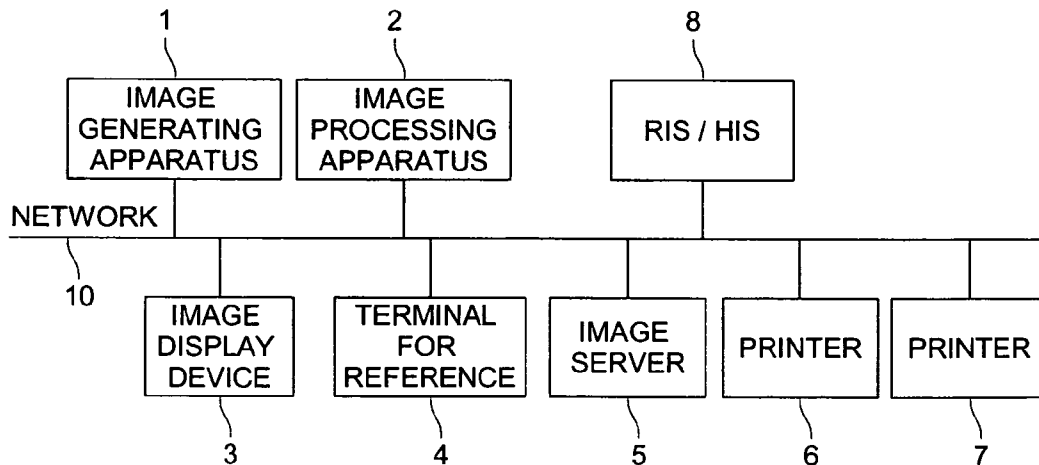 1
2
8
IMAGE
GENERATING
APPARATUS
IMAGE
PROCESSING
APPARATUS
RIS / HIS
NETWORK
10
IMAGE
DISPLAY
DEVICE
TERMINAL
FOR
REFERENCE
IMAGE
SERVER
PRINTER
PRINTER
3
4
5
6
7